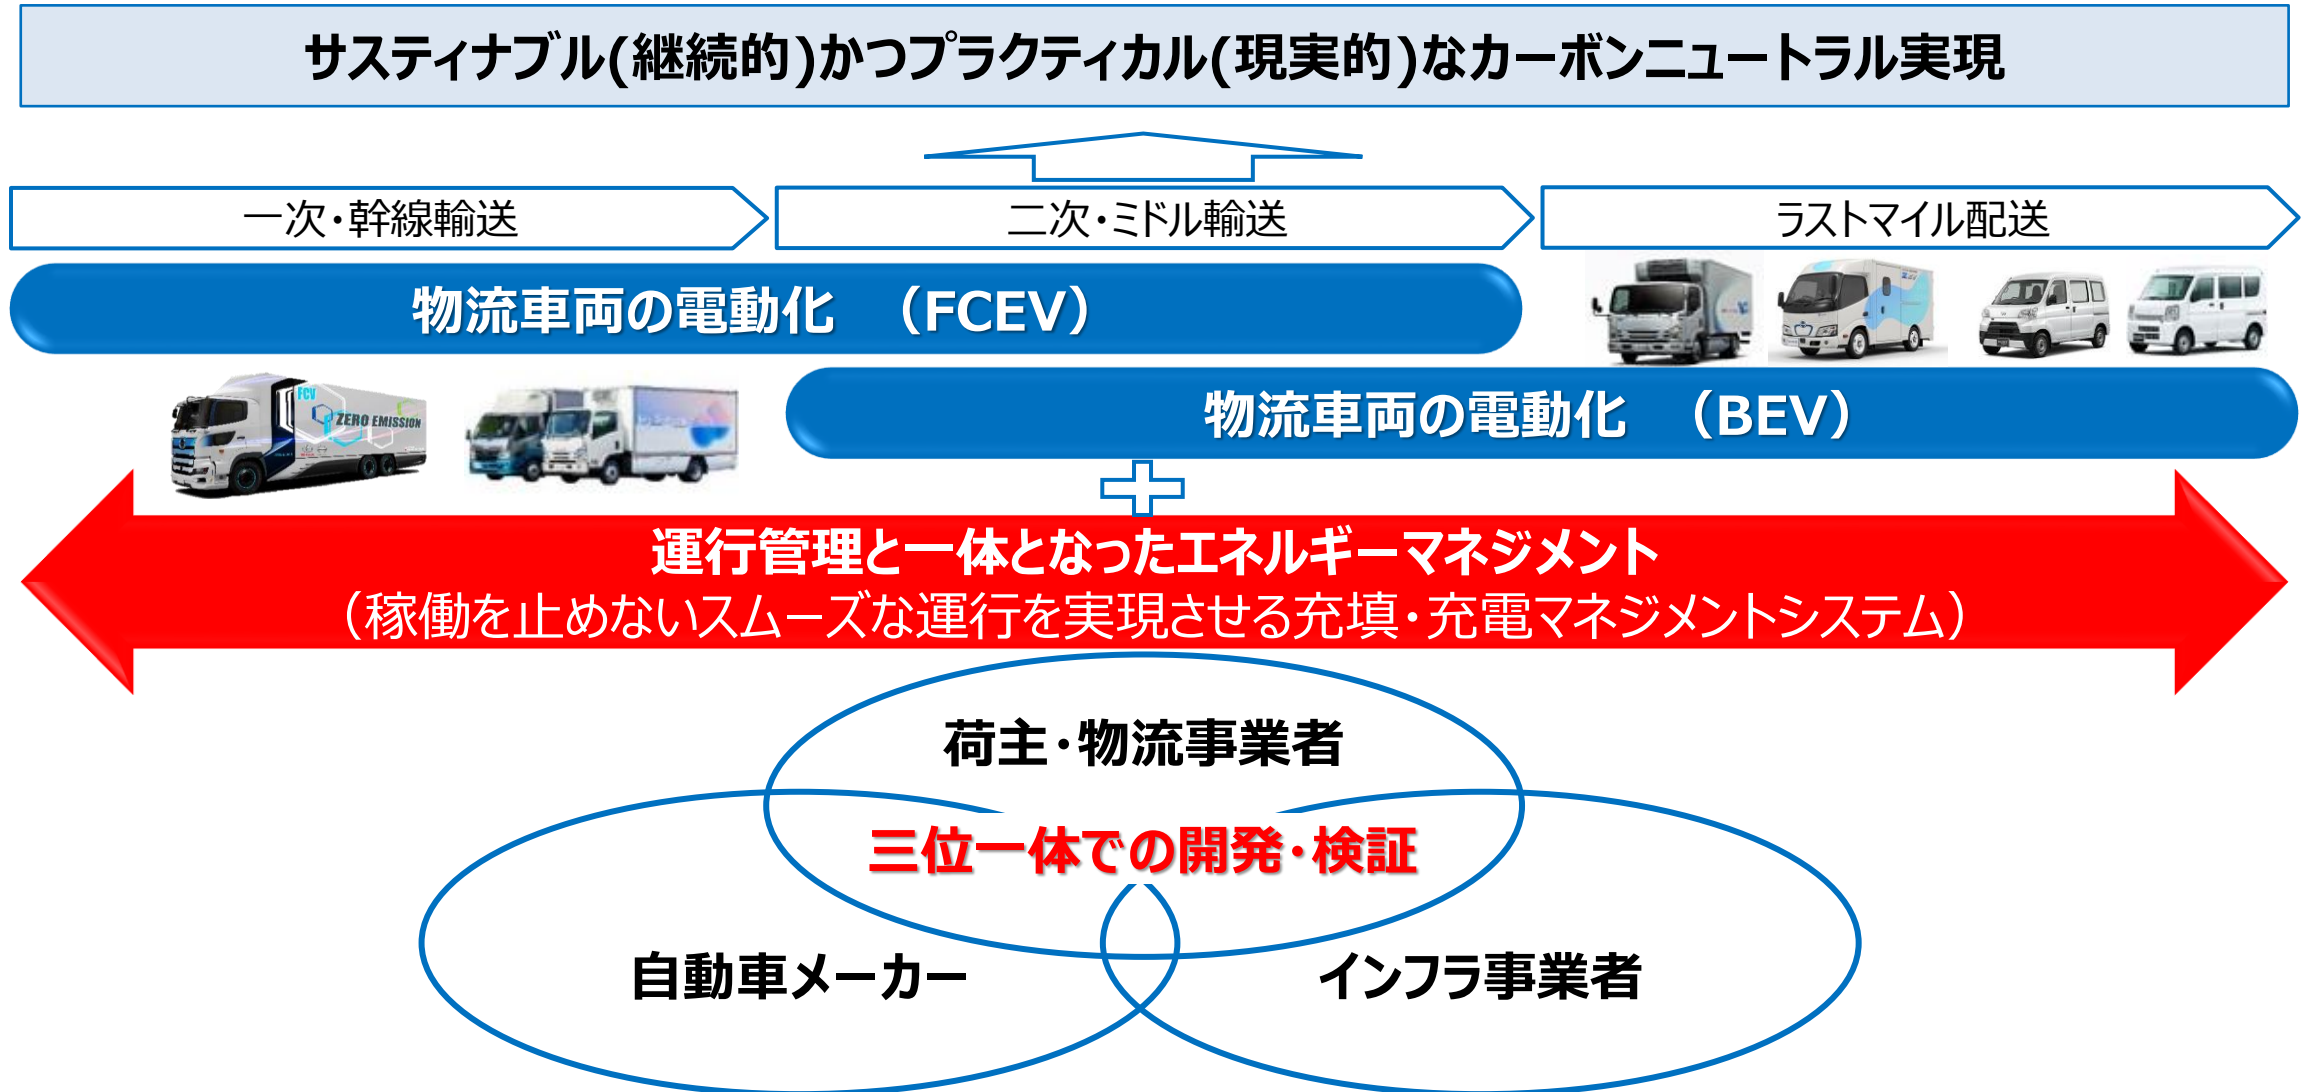 サスティナブル(継続的)かつプラクティカル(現実的)なカーボンニュートラル実現
一次・幹線輸送
二次・ミドル輸送
ラストマイル配送
物流車両の電動化　（FCEV）
FCV
ZERO EMISSION
物流車両の電動化　（BEV）
運行管理と一体となったエネルギーマネジメント
（稼働を止めないスムーズな運行を実現させる充填・充電マネジメントシステム）
荷主・物流事業者
三位一体での開発・検証
自動車メーカー
インフラ事業者